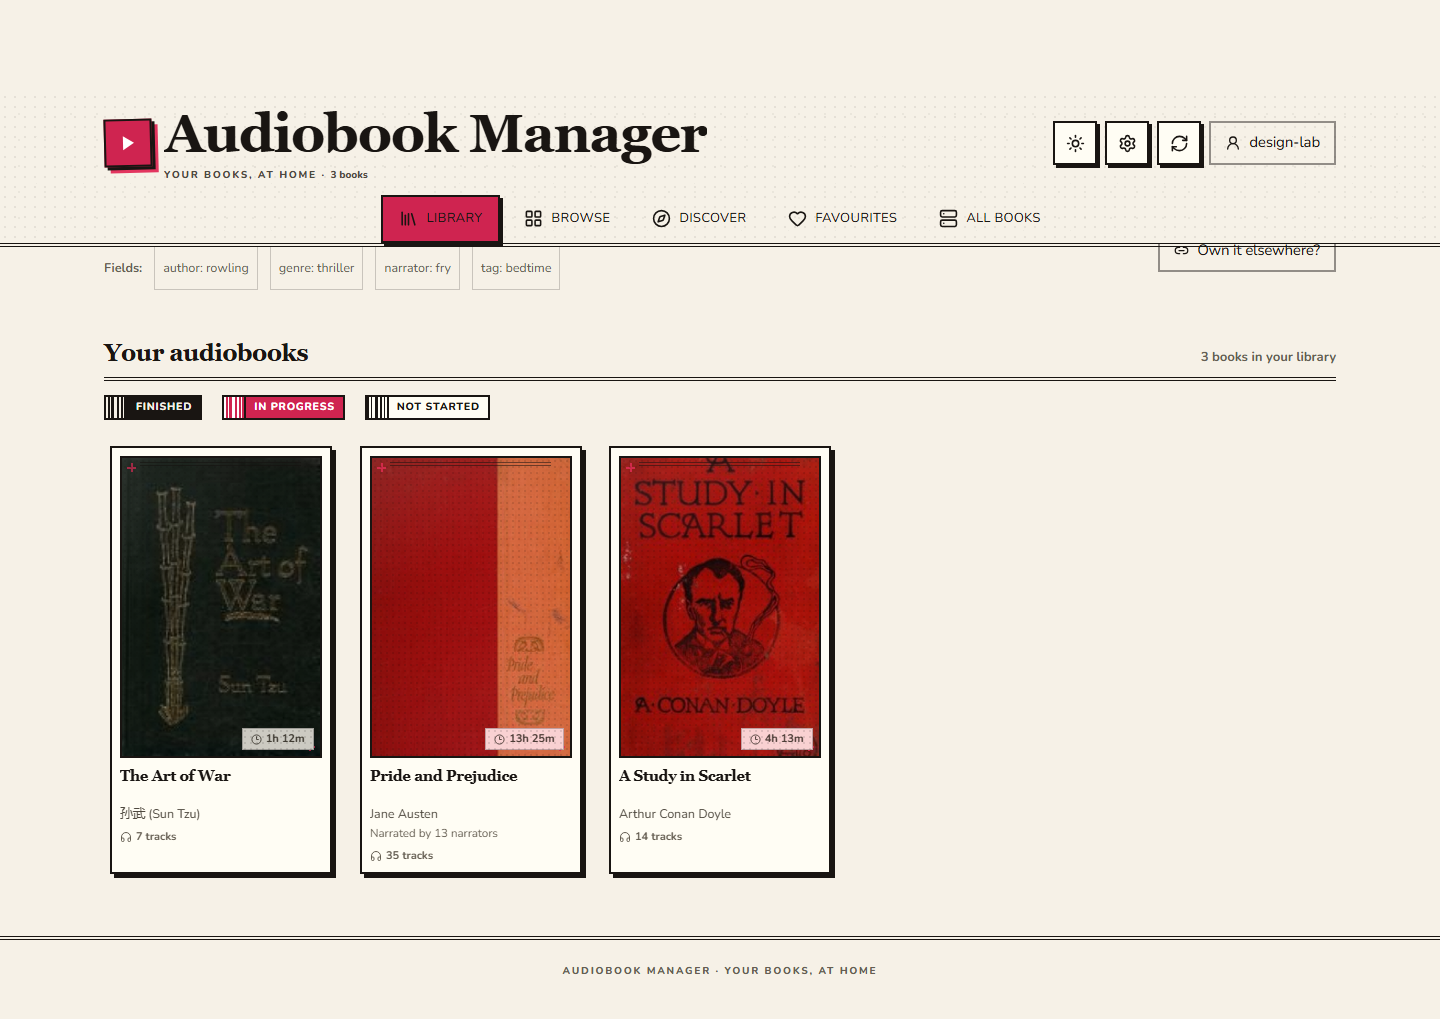 Audiobook Manager
YOUR BOOKS, AT HOME · 3 books
design-lab
LIBRARY
BROWSE
DISCOVER
FAVOURITES
ALL BOOKS
Own it elsewhere?
Fields:
author: rowling
genre: thriller
narrator: fry
tag: bedtime
Your audiobooks
3 books in your library
FINISHED
IN PROGRESS
NOT STARTED
The
Art of
War
Sun Tzu
1h 12m
The Art of War
孙武 (Sun Tzu)
7 tracks
Pride
and
Prejudice
13h 25m
Pride and Prejudice
Jane Austen
Narrated by 13 narrators
35 tracks
A
STUDY·IN
SCARLET
A·CONAN·DOYLE
4h 13m
A Study in Scarlet
Arthur Conan Doyle
14 tracks
AUDIOBOOK MANAGER · YOUR BOOKS, AT HOME